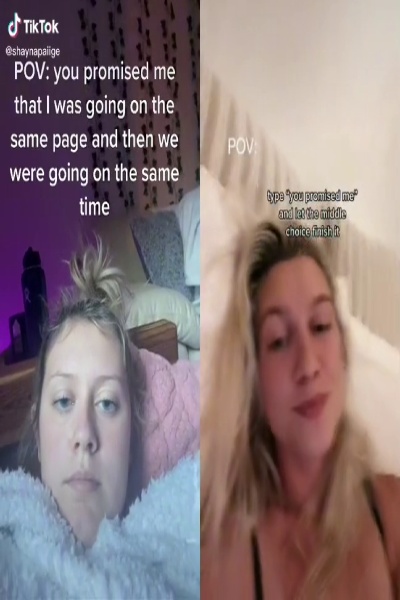 TikTok
@shaynapaiige
POV: you promised me
that I was going on the
same page and then we
were going on the same
time
POV:
type "you promised me"
and let the middle
choice finish it